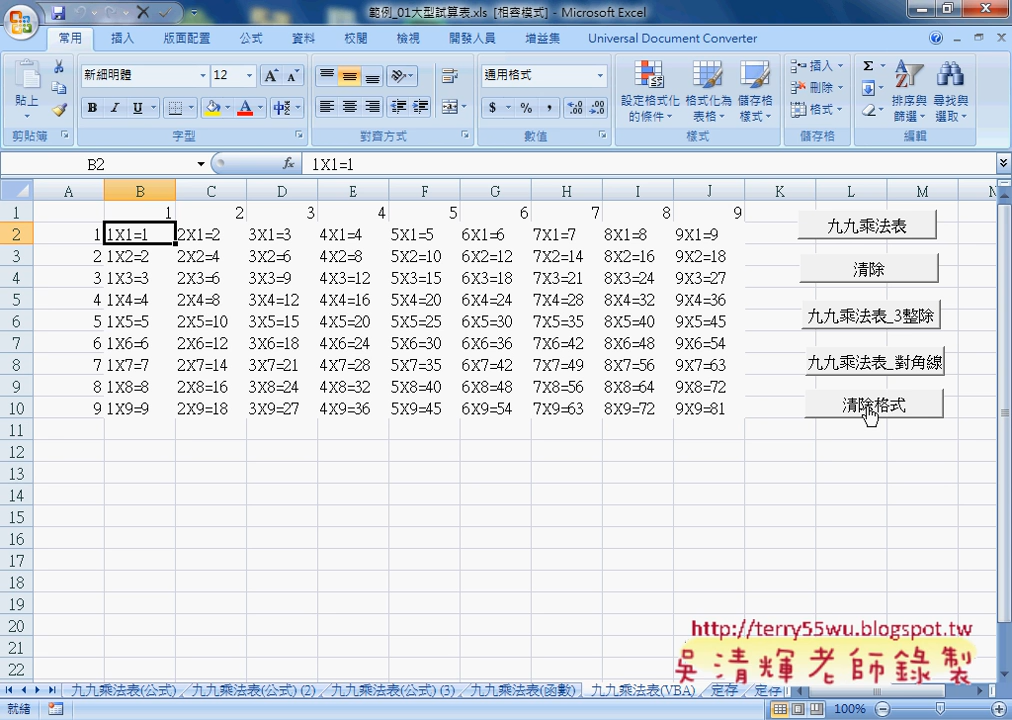 範例_01大型試算表.xls [相容模式] - Microsoft Excel
常用 插入 版面配置 公式 資料 校閱 檢視 開發人員 增益集 Universal Document Converter
貼上 新細明體 12 B I U 中 通用格式 $ % , 設定格式化的條件 格式化為表格 儲存格樣式 插入 刪除 格式 Σ 排序與篩選 尋找與選取
剪貼簿 字型 對齊方式 數值 樣式 儲存格 編輯
B2 fx 1X1=1
A B C D E F G H I J K L M N
1 1 2 3 4 5 6 7 8 9
2 1 1X1=1 2X1=2 3X1=3 4X1=4 5X1=5 6X1=6 7X1=7 8X1=8 9X1=9
3 2 1X2=2 2X2=4 3X2=6 4X2=8 5X2=10 6X2=12 7X2=14 8X2=16 9X2=18
4 3 1X3=3 2X3=6 3X3=9 4X3=12 5X3=15 6X3=18 7X3=21 8X3=24 9X3=27
5 4 1X4=4 2X4=8 3X4=12 4X4=16 5X4=20 6X4=24 7X4=28 8X4=32 9X4=36
6 5 1X5=5 2X5=10 3X5=15 4X5=20 5X5=25 6X5=30 7X5=35 8X5=40 9X5=45
7 6 1X6=6 2X6=12 3X6=18 4X6=24 5X6=30 6X6=36 7X6=42 8X6=48 9X6=54
8 7 1X7=7 2X7=14 3X7=21 4X7=28 5X7=35 6X7=42 7X7=49 8X7=56 9X7=63
9 8 1X8=8 2X8=16 3X8=24 4X8=32 5X8=40 6X8=48 7X8=56 8X8=64 9X8=72
10 9 1X9=9 2X9=18 3X9=27 4X9=36 5X9=45 6X9=54 7X9=63 8X9=72 9X9=81
九九乘法表
清除
九九乘法表_3整除
九九乘法表_對角線
清除格式
11
12
13
14
15
16
17
18
19
20
21
22
http://terry55wu.blogspot.tw
吳清輝老師錄製
九九乘法表(公式) 九九乘法表(公式) (2) 九九乘法表(公式) (3) 九九乘法表(函數) 九九乘法表(VBA) 定存 定存
就緒 100%